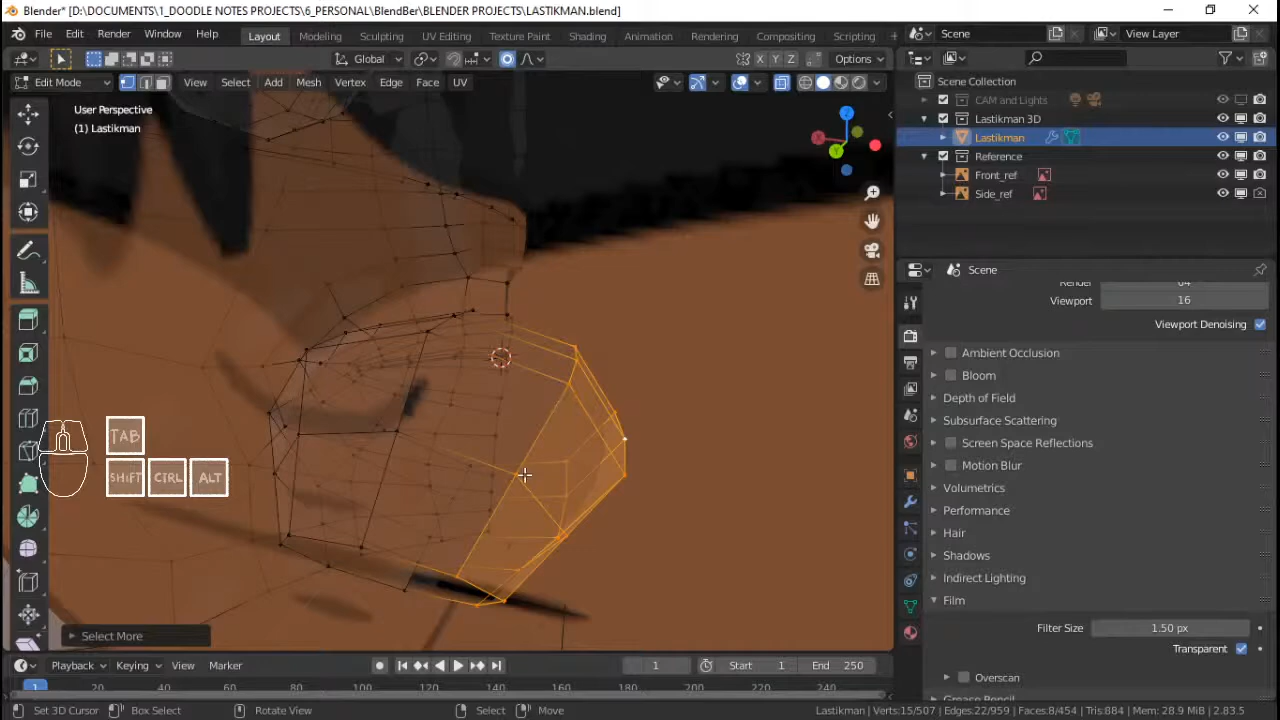 Blender* [D:\DOCUMENTS\1_DOODLE NOTES PROJECTS\6_PERSONAL\BlendBer\BLENDER PROJECTS\LASTIKMAN.blend]
File Edit Render Window Help Layout Modeling Sculpting UV Editing Texture Paint Shading Animation Rendering Compositing Scripting + Scene View Layer
Global X Y Z Options
Edit Mode View Select Add Mesh Vertex Edge Face UV
Scene Collection
User Perspective
(1) Lastikman
CAM and Lights
Lastikman 3D
Lastikman
Reference
Front_ref
Side_ref
Z
Y
Scene
Viewport 16
Viewport Denoising
Ambient Occlusion
Bloom
Depth of Field
Subsurface Scattering
Screen Space Reflections
Motion Blur
Volumetrics
Performance
Hair
Shadows
Indirect Lighting
Film
Filter Size 1.50 px
Transparent
Overscan
TAB
SHIFT CTRL ALT
Select More
Playback Keying View Marker 1 Start 1 End 250
1 20 40 60 80 100 120 140 160 180 200 220 240
Set 3D Cursor Box Select Rotate View Select Move Lastikman | Verts:15/507 | Edges:22/959 | Faces:8/454 | Tris:884 | Mem: 28.9 MiB | 2.83.5